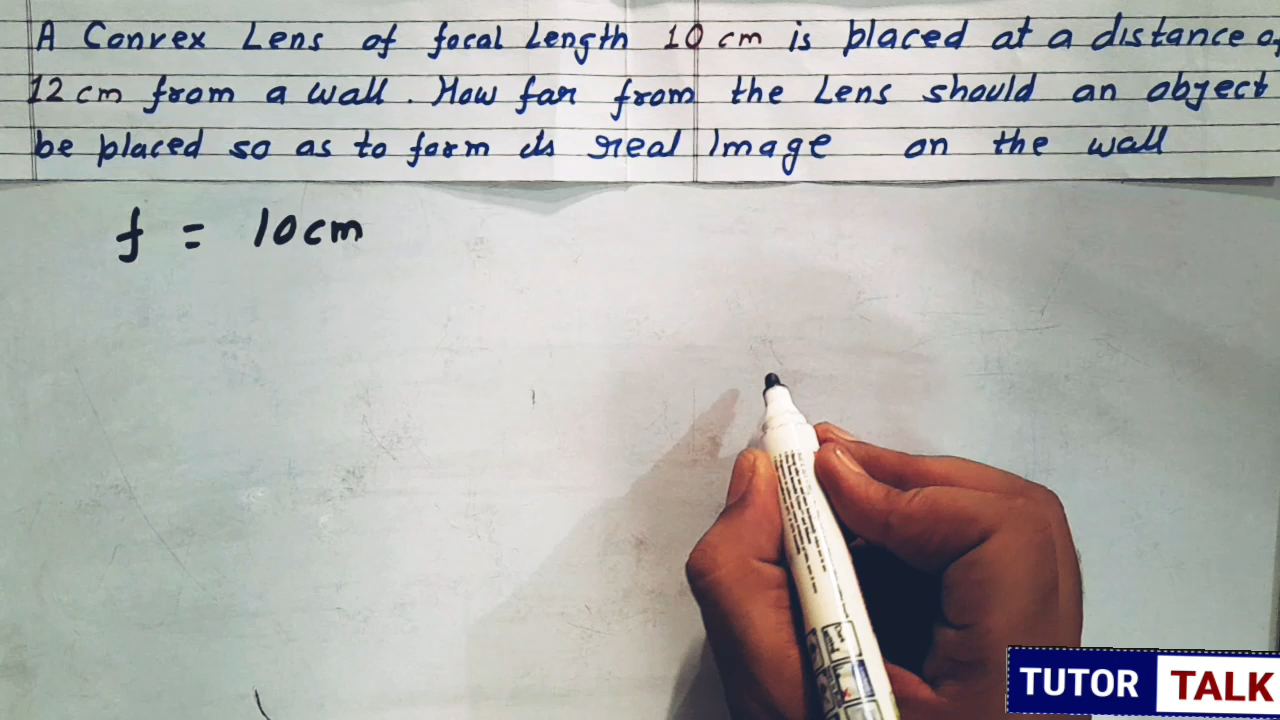 A Convex Lens of focal Length 10 cm is placed at a distance of
12 cm from a wall. How far from the Lens should an object
be placed so as to form its real Image on the wall
f = 10cm
TUTOR TALK